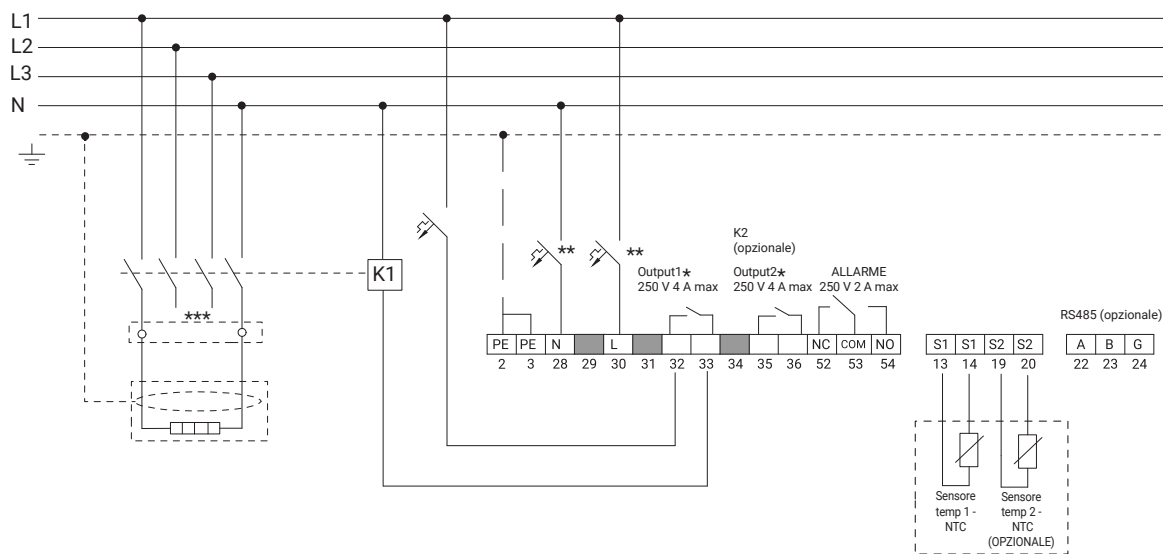 L1
L2
L3
N
K1
***
**
**
K2
(opzionale)
Output1*
250 V 4 A max
Output2*
250 V 4 A max
ALLARME
250 V 2 A max
RS485 (opzionale)
PE PE N L NC COM NO
2 3 28 29 30 31 32 33 34 35 36 52 53 54
S1 S1 S2 S2
13 14 19 20
A B G
22 23 24
Sensore
temp 1 -
NTC
Sensore
temp 2 -
NTC
(OPZIONALE)